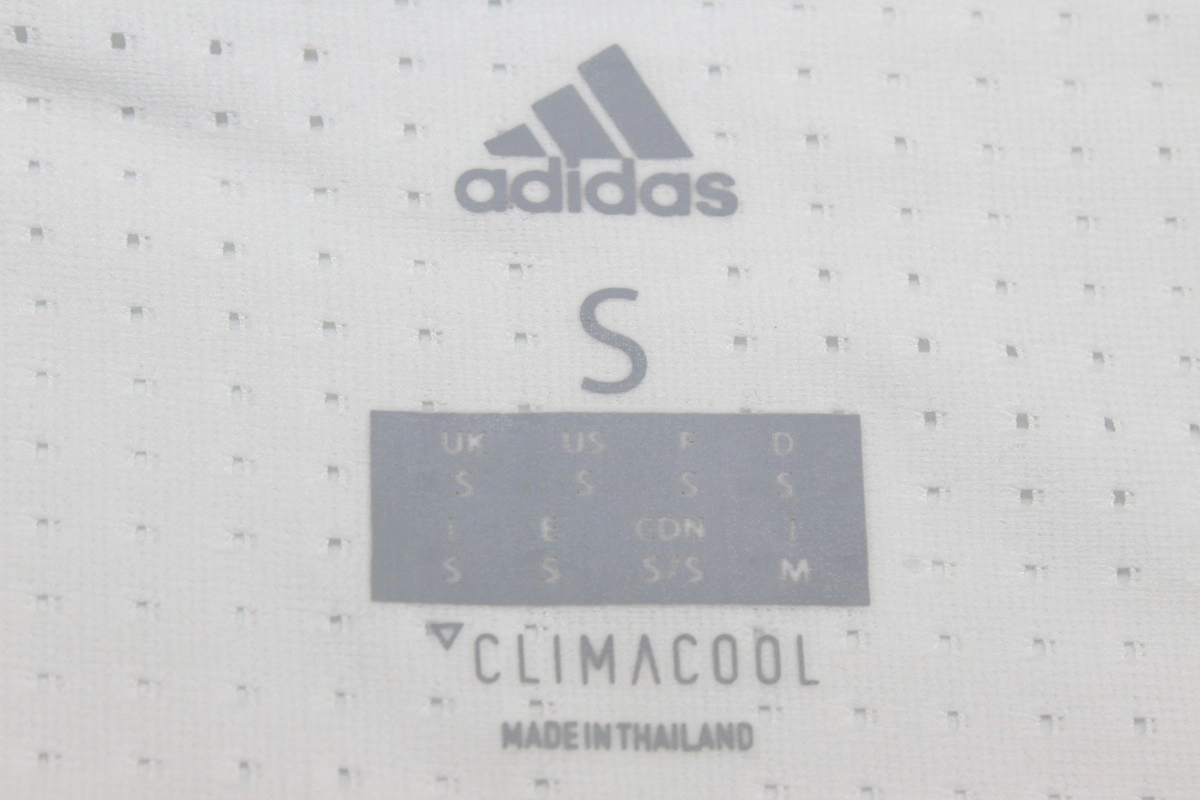 adidas
S
UK US F D
S S S S
I E CDN J
S S S/S M
CLIMACOOL
MADE IN THAILAND